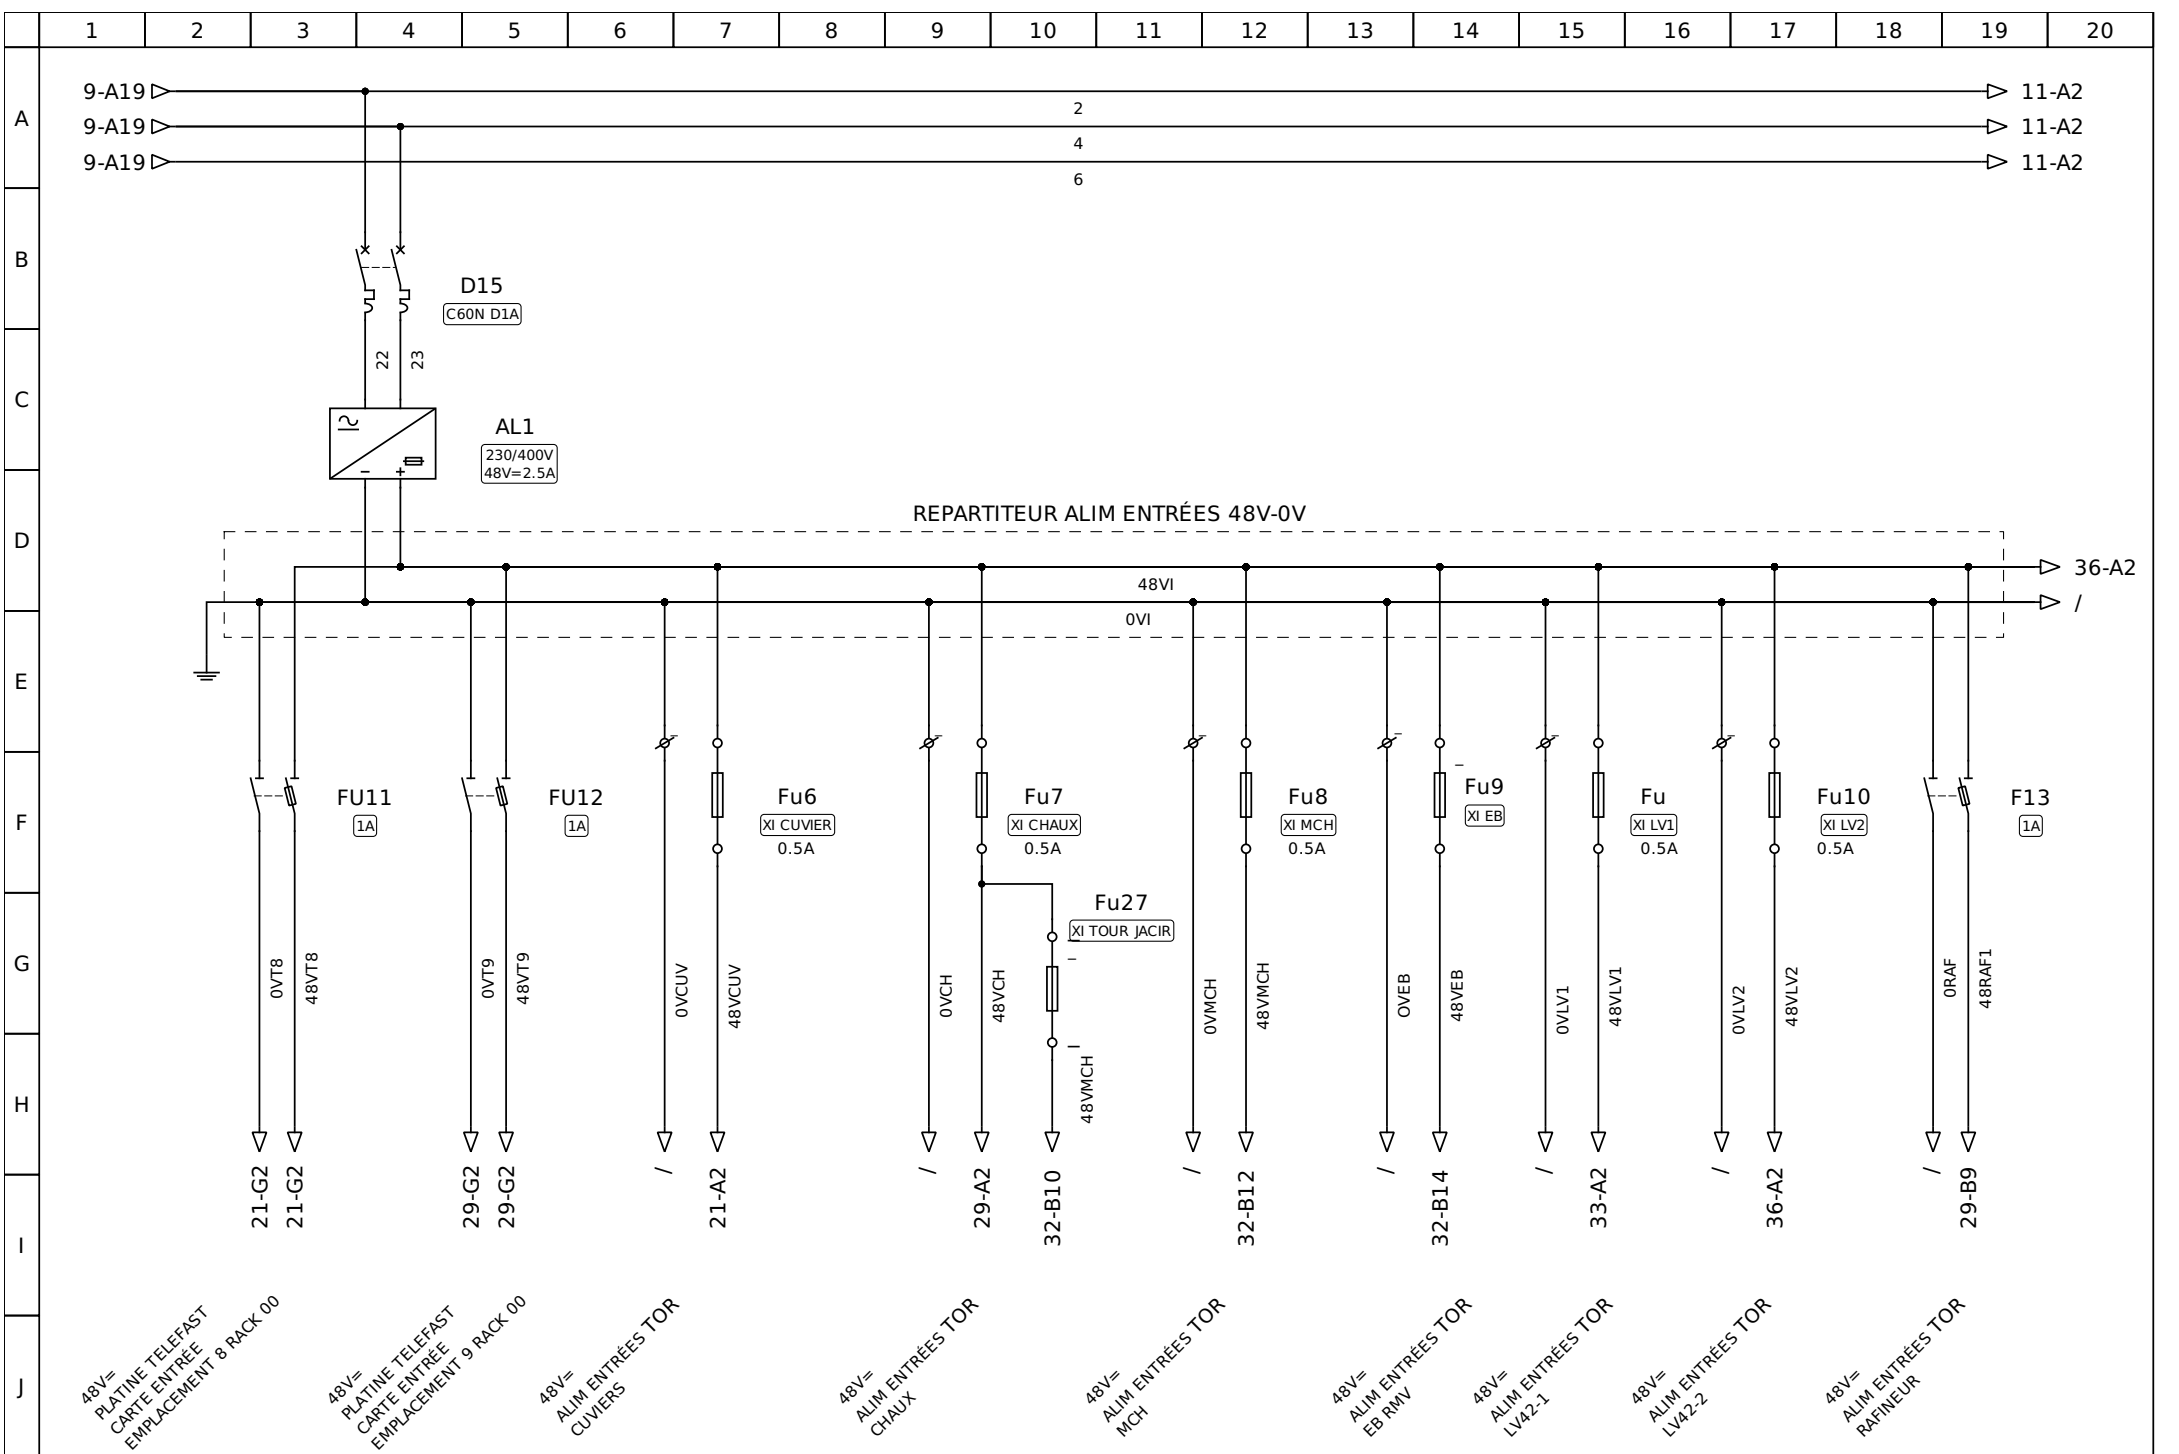 1 2 3 4 5 6 7 8 9 10 11 12 13 14 15 16 17 18 19 20
A
9-A19 2 11-A2
9-A19 4 11-A2
9-A19 6 11-A2
B
D15
C60N D1A
22 23
C
AL1
230/400V
48V=2.5A
- +
REPARTITEUR ALIM ENTRÉES 48V-0V
D
48VI 36-A2
0VI /
E
F
FU11
1A
FU12
1A
Fu6
XI CUVIER
0.5A
Fu7
XI CHAUX
0.5A
Fu8
XI MCH
0.5A
Fu9
XI EB
Fu
XI LV1
0.5A
Fu10
XI LV2
0.5A
F13
1A
Fu27
XI TOUR JACIR
G
0VT8
48VT8
0VT9
48VT9
0VCUV
48VCUV
0VCH
48VCH
48VMCH
0VMCH
48VMCH
OVEB
48VEB
0VLV1
48VLV1
0VLV2
48VLV2
0RAF
48RAF1
H
21-G2
21-G2
29-G2
29-G2
/
21-A2
/
29-A2
32-B10
/
32-B12
/
32-B14
/
33-A2
/
36-A2
/
29-B9
I
J
48V=
PLATINE TELEFAST
CARTE ENTRÉE
EMPLACEMENT 8 RACK 00
48V=
PLATINE TELEFAST
CARTE ENTRÉE
EMPLACEMENT 9 RACK 00
48V=
ALIM ENTRÉES TOR
CUVIERS
48V=
ALIM ENTRÉES TOR
CHAUX
48V=
ALIM ENTRÉES TOR
MCH
48V=
ALIM ENTRÉES TOR
EB RMV
48V=
ALIM ENTRÉES TOR
LV42-1
48V=
ALIM ENTRÉES TOR
LV42-2
48V=
ALIM ENTRÉES TOR
RAFINEUR